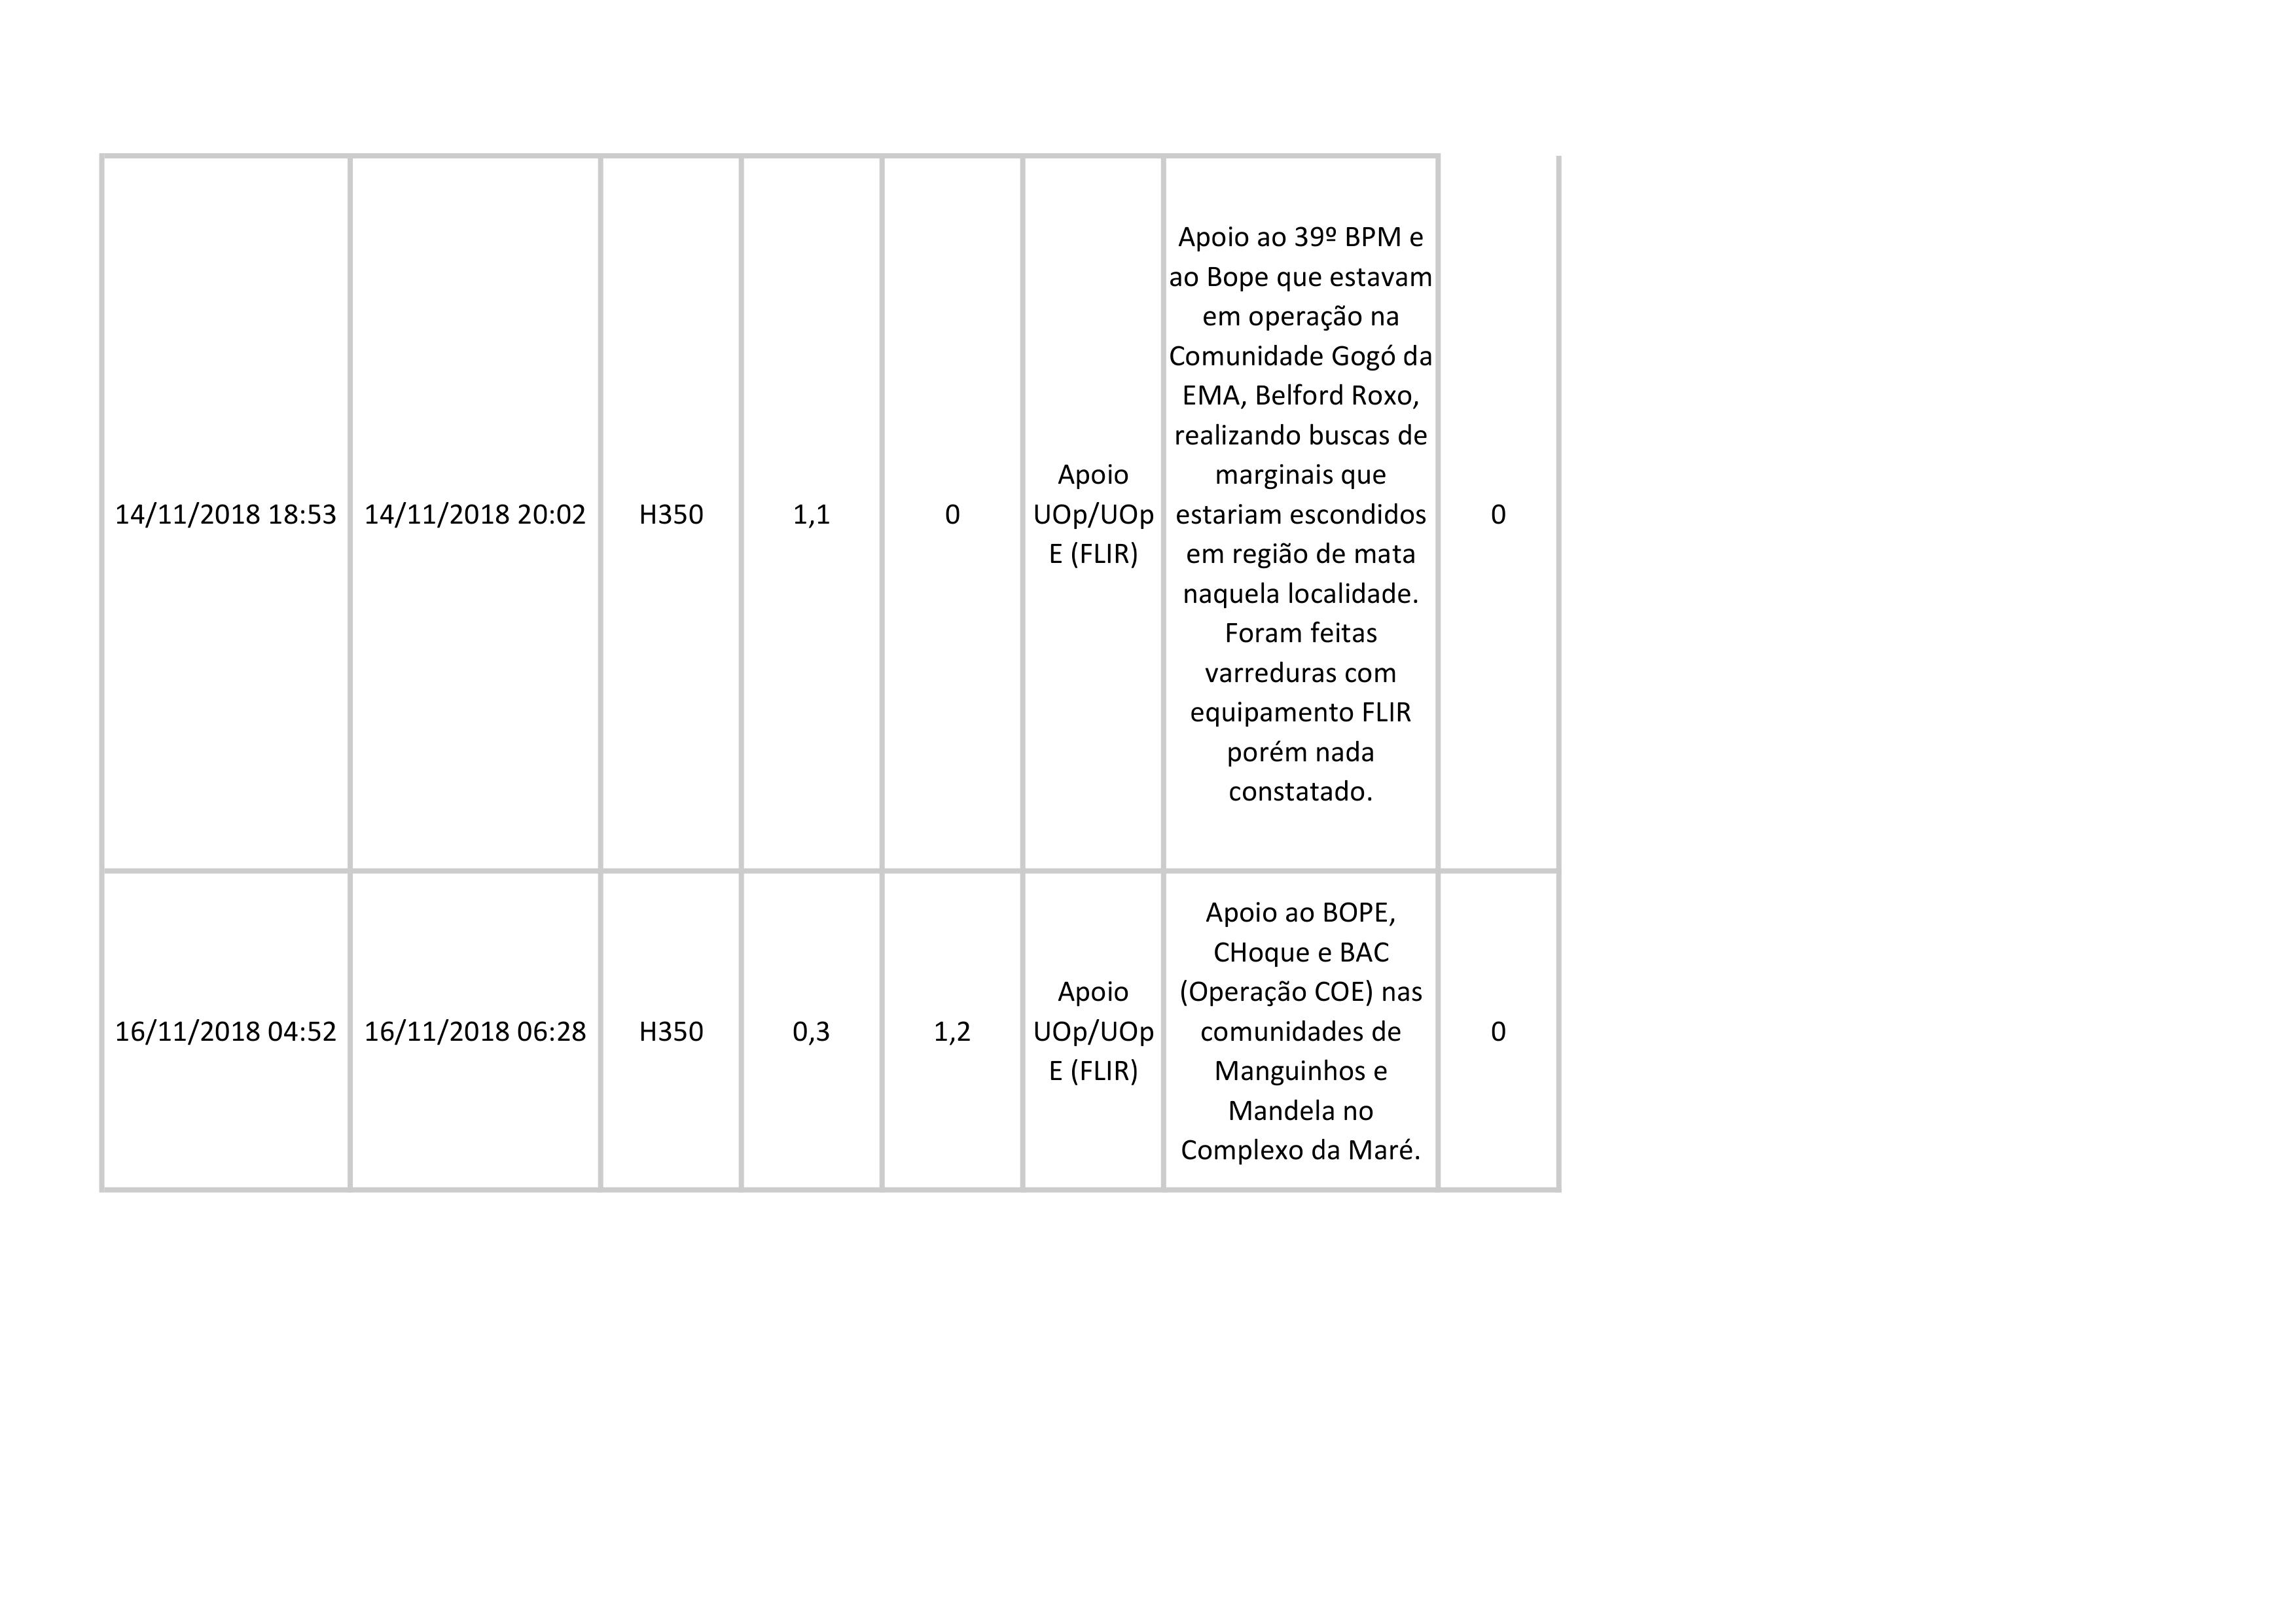 14/11/2018 18:53
14/11/2018 20:02
H350
1,1
0
Apoio
UOp/UOp
E (FLIR)
Apoio ao 39º BPM e
ao Bope que estavam
em operação na
Comunidade Gogó da
EMA, Belford Roxo,
realizando buscas de
marginais que
estariam escondidos
em região de mata
naquela localidade.
Foram feitas
varreduras com
equipamento FLIR
porém nada
constatado.
0
16/11/2018 04:52
16/11/2018 06:28
H350
0,3
1,2
Apoio
UOp/UOp
E (FLIR)
Apoio ao BOPE,
CHoque e BAC
(Operação COE) nas
comunidades de
Manguinhos e
Mandela no
Complexo da Maré.
0